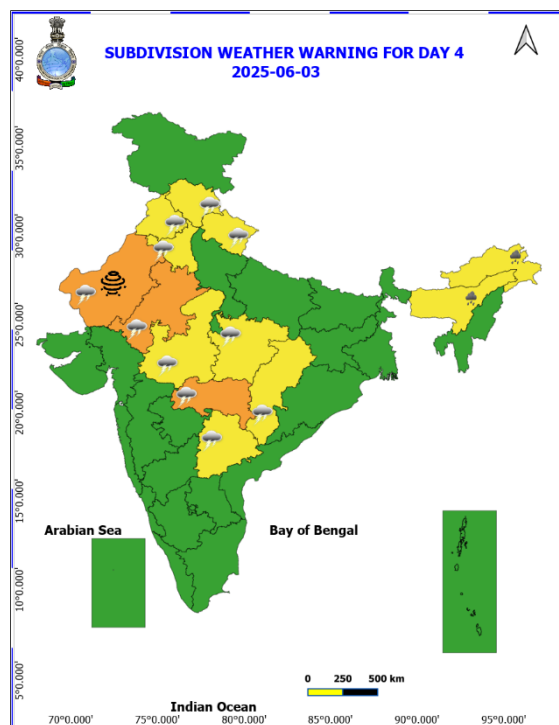 SUBDIVISION WEATHER WARNING FOR DAY 4
2025-06-03
40°0.000'
35°0.000'
30°0.000'
25°0.000'
20°0.000'
15°0.000'
10°0.000'
5°0.000'
Arabian Sea
Bay of Bengal
0 250 500 km
Indian Ocean
70°0.000' 75°0.000' 80°0.000' 85°0.000' 90°0.000' 95°0.000'